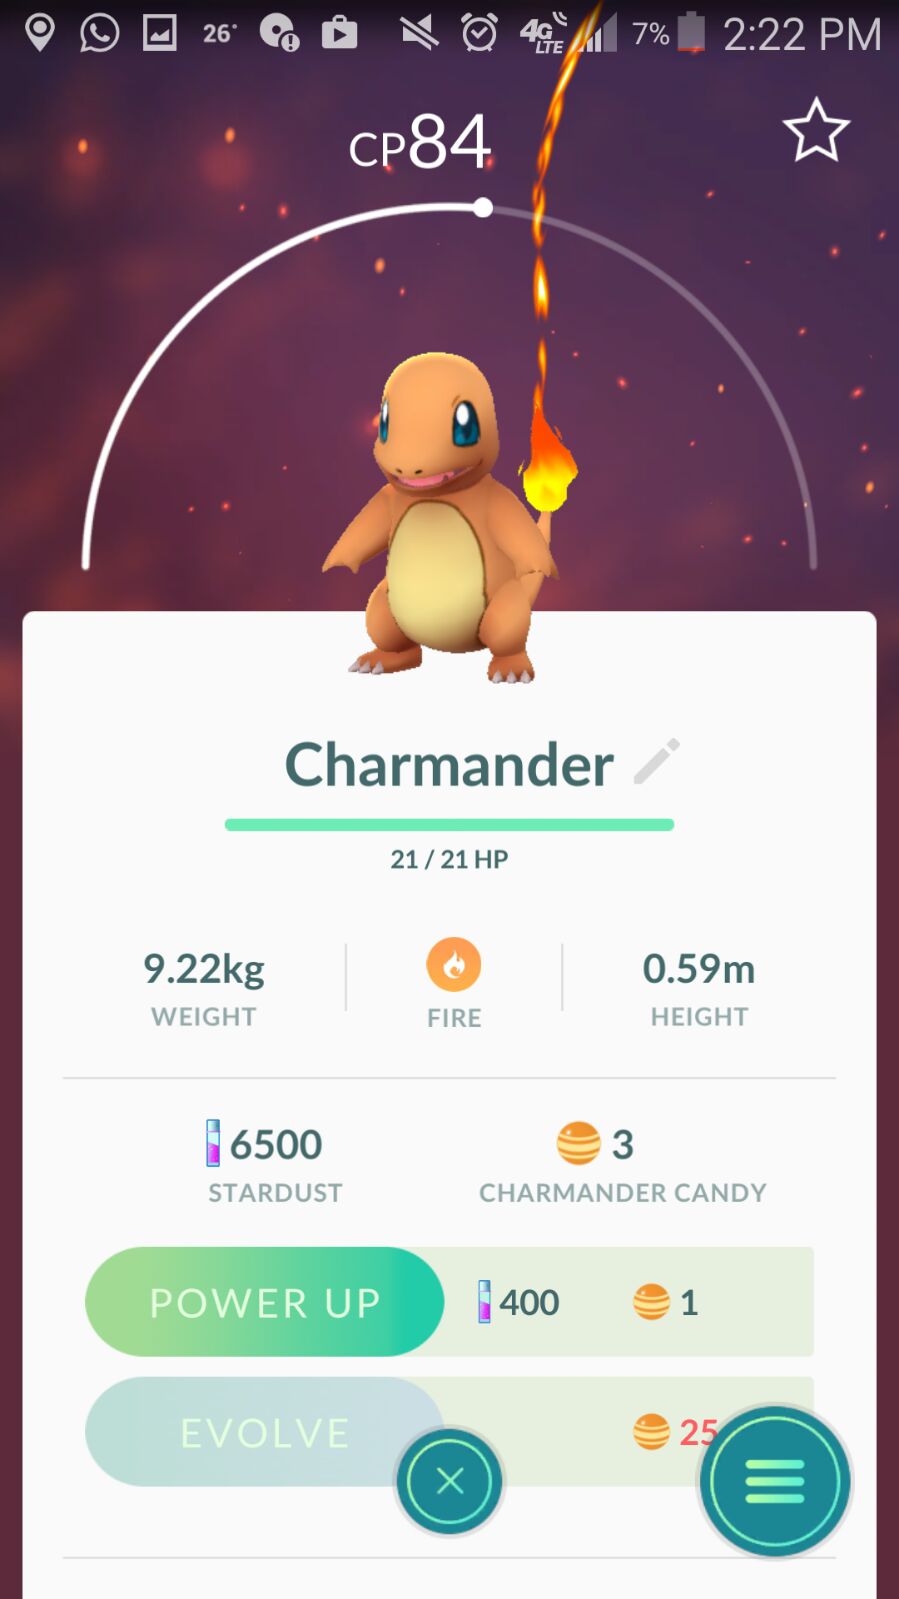 26° 4G LTE 7% 2:22 PM
CP84
Charmander
21 / 21 HP
9.22kg
WEIGHT
FIRE
0.59m
HEIGHT
6500
STARDUST
3
CHARMANDER CANDY
POWER UP 400 1
EVOLVE 25